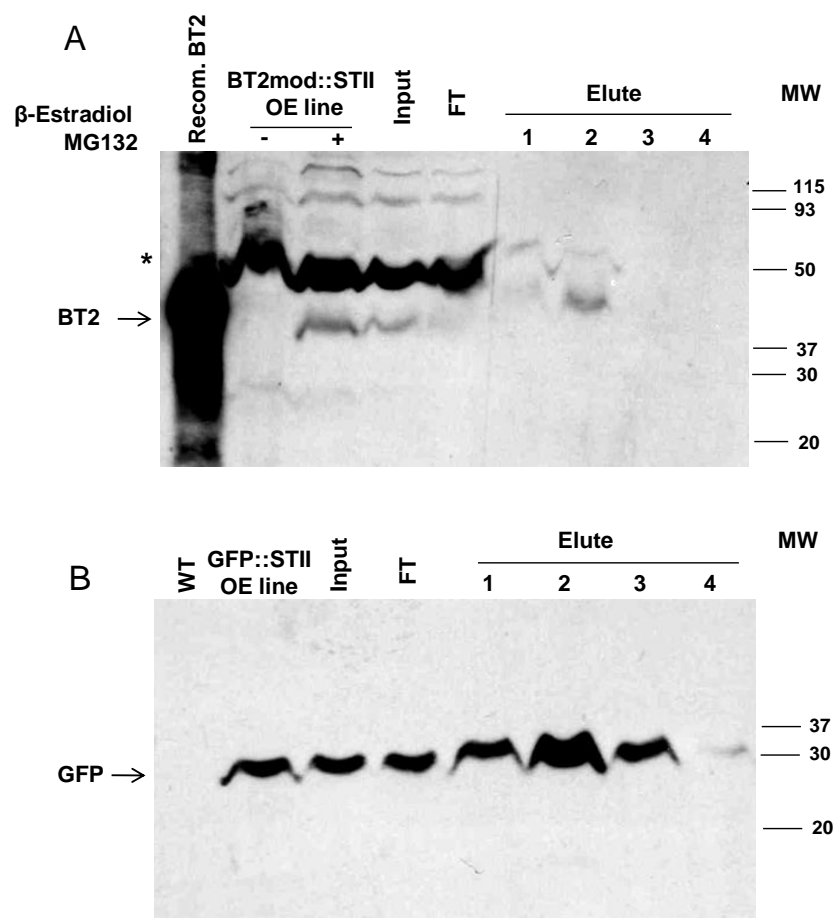 A
Recom. BT2
BT2mod::STII
OE line
Input
FT
Elute
MW
β-Estradiol
MG132
- + 1 2 3 4
115
93
*
50
BT2
37
30
20
B
WT
GFP::STII
OE line
Input
FT
Elute
MW
1 2 3 4
37
30
GFP
20